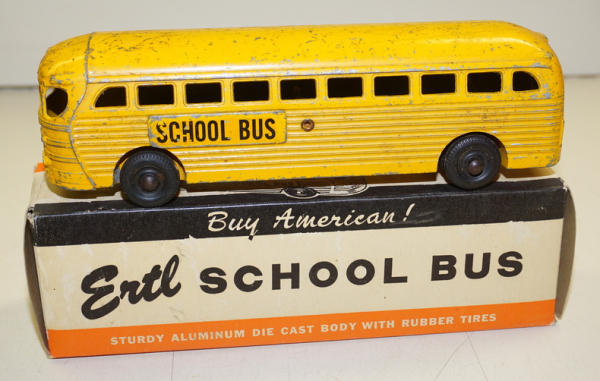 SCHOOL BUS
Buy American!
Ertl SCHOOL BUS
STURDY ALUMINUM DIE CAST BODY WITH RUBBER TIRES